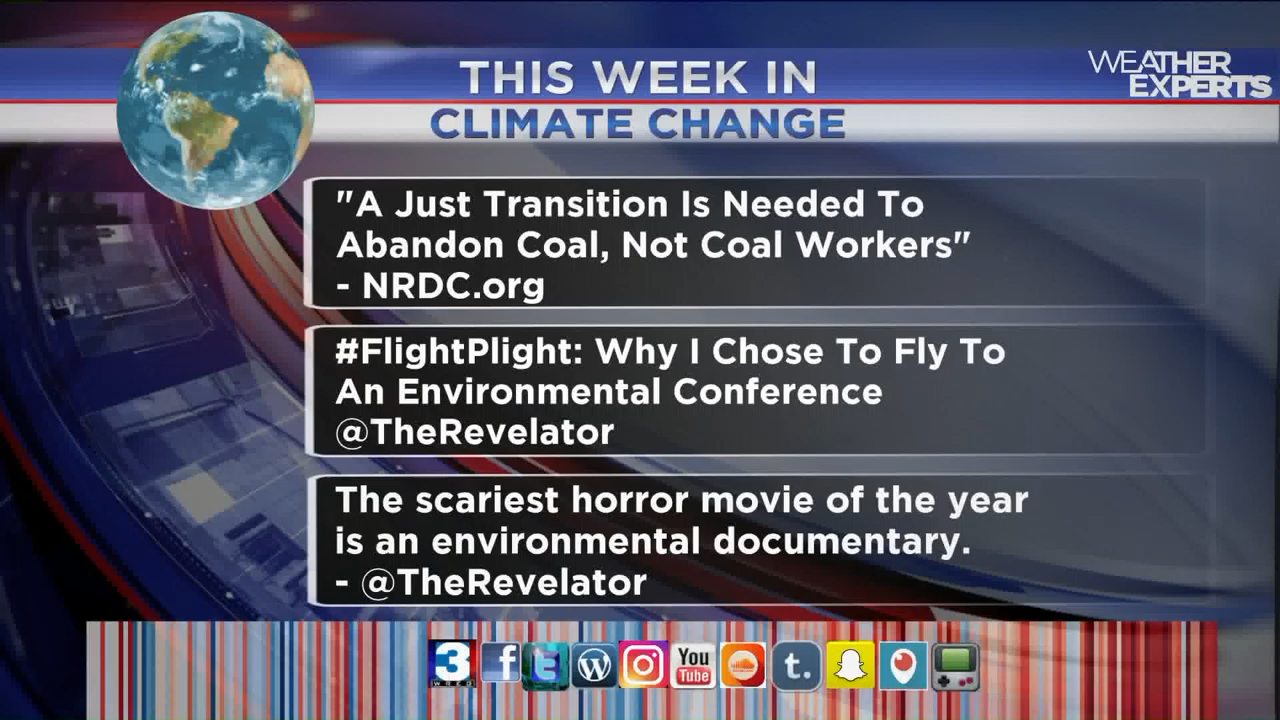 THIS WEEK IN
CLIMATE CHANGE
WEATHER
EXPERTS
"A Just Transition Is Needed To
Abandon Coal, Not Coal Workers"
- NRDC.org
#FlightPlight: Why I Chose To Fly To
An Environmental Conference
@TheRevelator
The scariest horror movie of the year
is an environmental documentary.
- @TheRevelator
3
WREG
f
t
W
You
Tube
t.